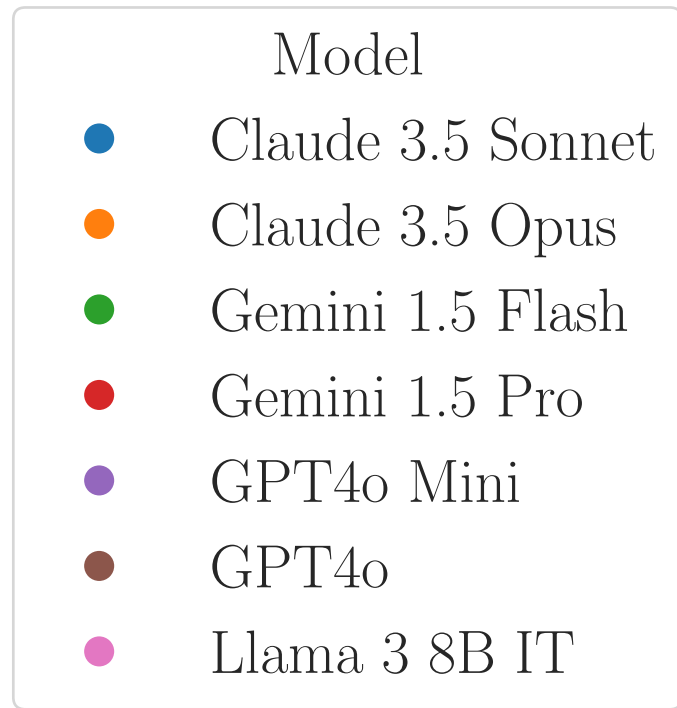 Model
Claude 3.5 Sonnet
Claude 3.5 Opus
Gemini 1.5 Flash
Gemini 1.5 Pro
GPT4o Mini
GPT4o
Llama 3 8B IT